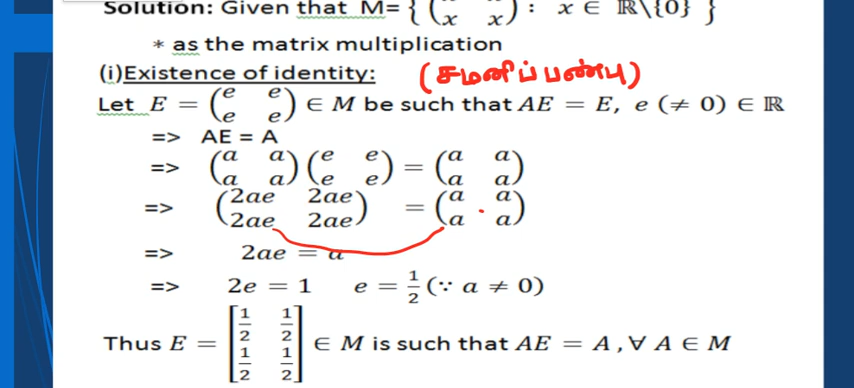 Solution: Given that M= { (x x) : x ∈ ℝ\{0} }
* as the matrix multiplication
(i)Existence of identity: (சமனிப் பண்பு)
Let E = (e e e e) ∈ M be such that AE = E, e (≠ 0) ∈ ℝ
=> AE = A
=> (a a a a) (e e e e) = (a a a a)
=> (2ae 2ae 2ae 2ae) = (a a a a)
=> 2ae = a
=> 2e = 1 e = 1/2 (∵ a ≠ 0)
Thus E = [1/2 1/2 1/2 1/2] ∈ M is such that AE = A ,∀ A ∈ M